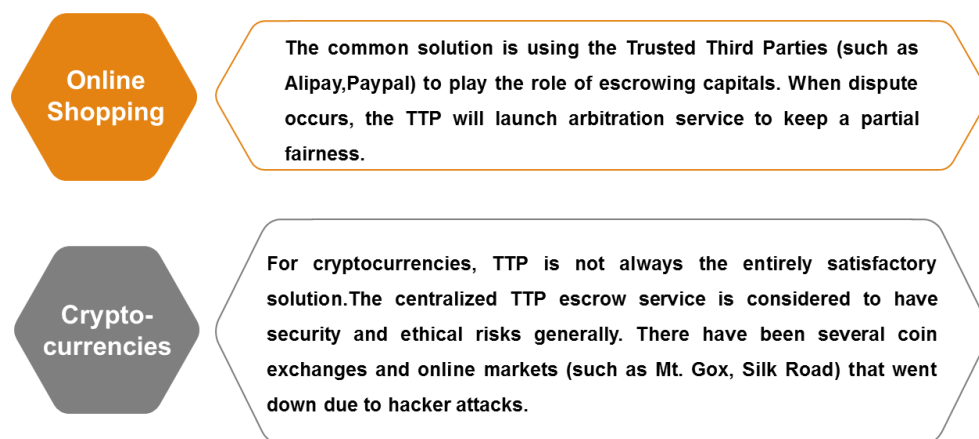 Online
Shopping
The common solution is using the Trusted Third Parties (such as
Alipay,Paypal) to play the role of escrowing capitals. When dispute
occurs, the TTP will launch arbitration service to keep a partial
fairness.
Crypto-
currencies
For cryptocurrencies, TTP is not always the entirely satisfactory
solution.The centralized TTP escrow service is considered to have
security and ethical risks generally. There have been several coin
exchanges and online markets (such as Mt. Gox, Silk Road) that went
down due to hacker attacks.